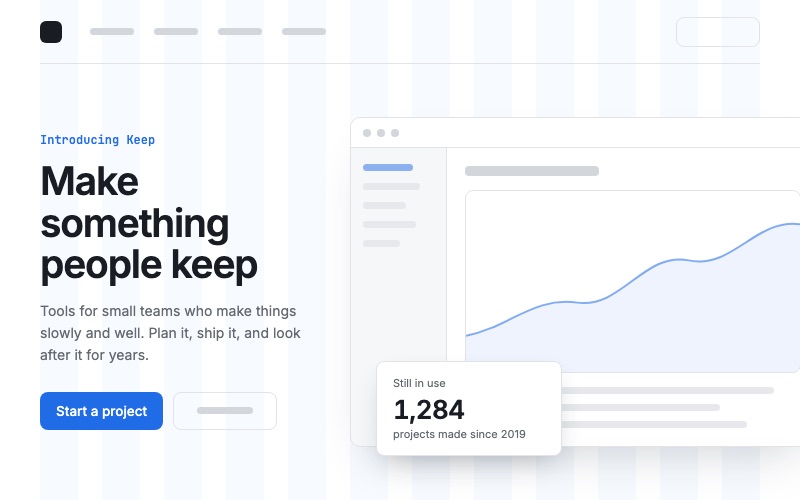 Introducing Keep
Make
something
people keep
Tools for small teams who make things
slowly and well. Plan it, ship it, and look
after it for years.
Start a project
Still in use
1,284
projects made since 2019